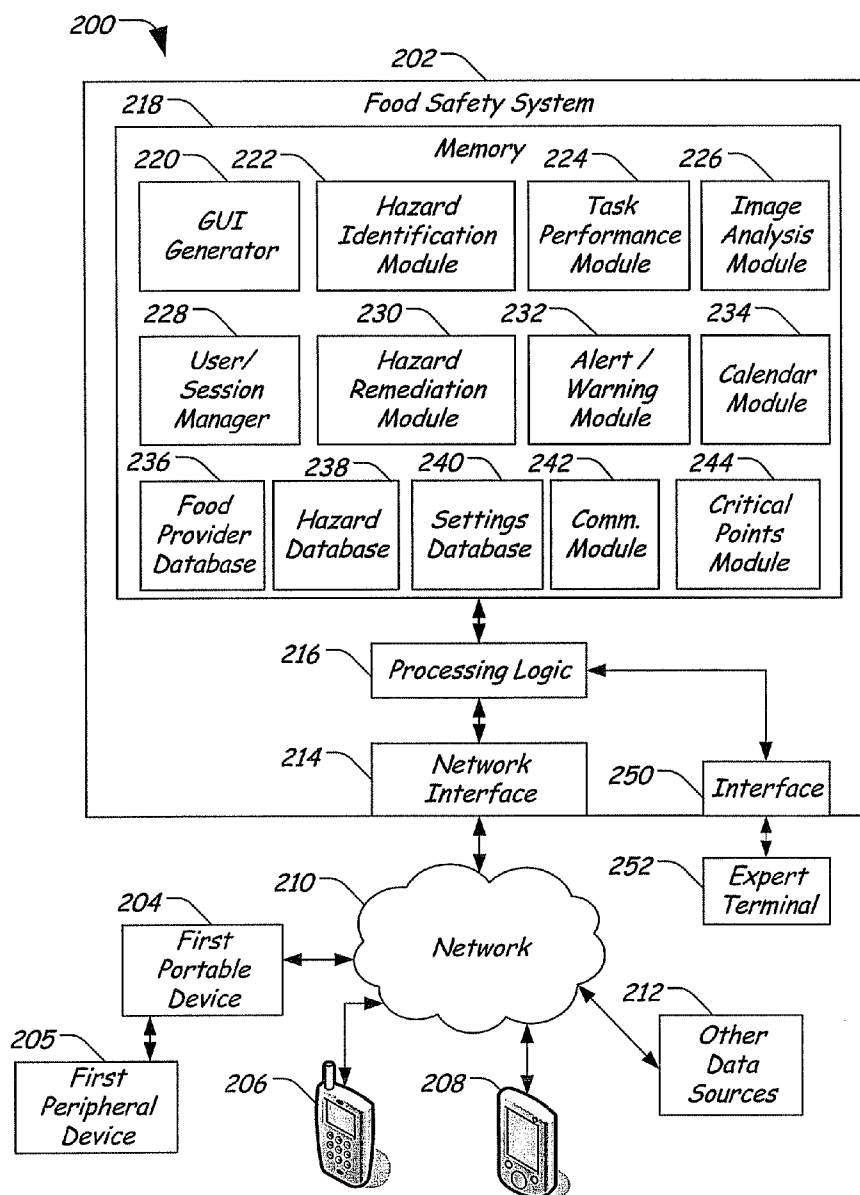 200
202
Food Safety System
218
Memory
220
222
224
226
GUI
Generator
Hazard
Identification
Module
Task
Performance
Module
Image
Analysis
Module
228
230
232
234
User/
Session
Manager
Hazard
Remediation
Module
Alert /
Warning
Module
Calendar
Module
236
238
240
242
244
Food
Provider
Database
Hazard
Database
Settings
Database
Comm.
Module
Critical
Points
Module
216
Processing Logic
214
Network
Interface
250
Interface
252
Expert
Terminal
210
Network
204
First
Portable
Device
205
First
Peripheral
Device
206
208
212
Other
Data
Sources